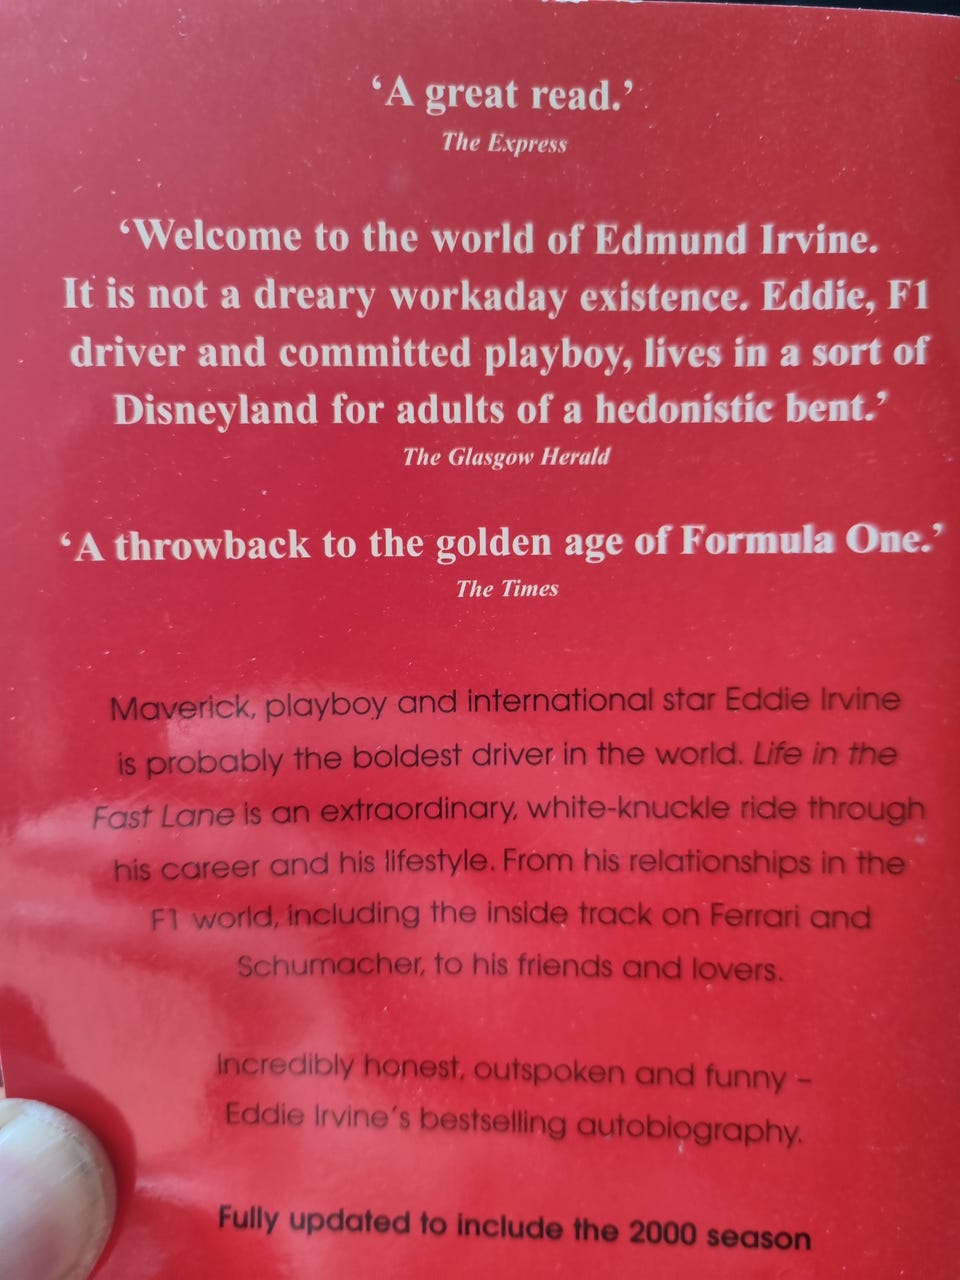 ‘A great read.’
The Express
‘Welcome to the world of Edmund Irvine.
It is not a dreary workaday existence. Eddie, F1
driver and committed playboy, lives in a sort of
Disneyland for adults of a hedonistic bent.’
The Glasgow Herald
‘A throwback to the golden age of Formula One.’
The Times
Maverick, playboy and international star Eddie Irvine
is probably the boldest driver in the world. Life in the
Fast Lane is an extraordinary, white-knuckle ride through
his career and his lifestyle. From his relationships in the
F1 world, including the inside track on Ferrari and
Schumacher, to his friends and lovers.
Incredibly honest, outspoken and funny –
Eddie Irvine’s bestselling autobiography.
Fully updated to include the 2000 season